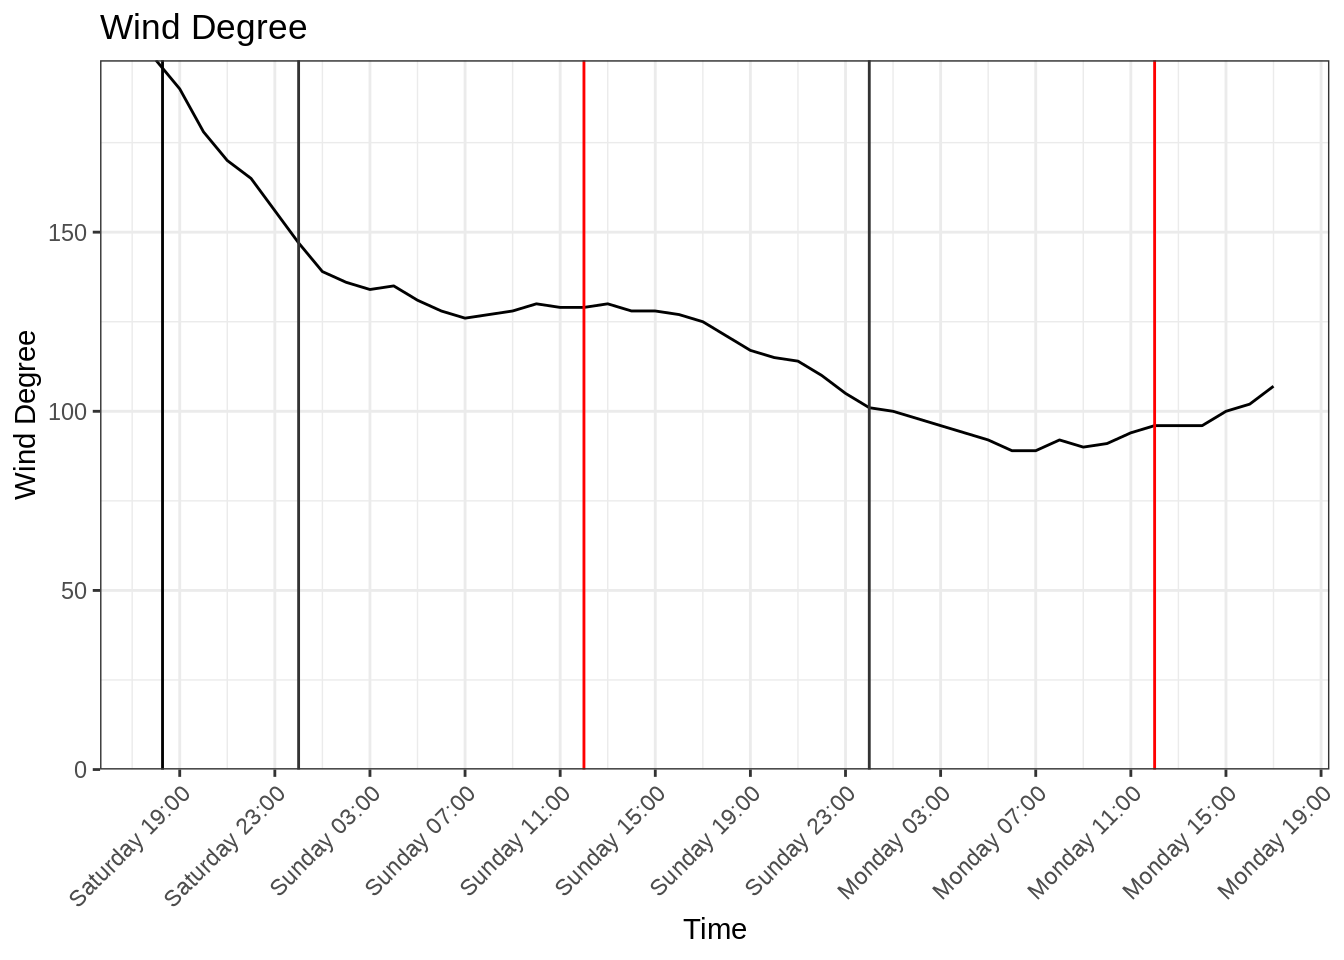 Wind Degree
Wind Degree
150
100
50
0
Saturday 19:00
Saturday 23:00
Sunday 03:00
Sunday 07:00
Sunday 11:00
Sunday 15:00
Sunday 19:00
Sunday 23:00
Monday 03:00
Monday 07:00
Monday 11:00
Monday 15:00
Monday 19:00
Time